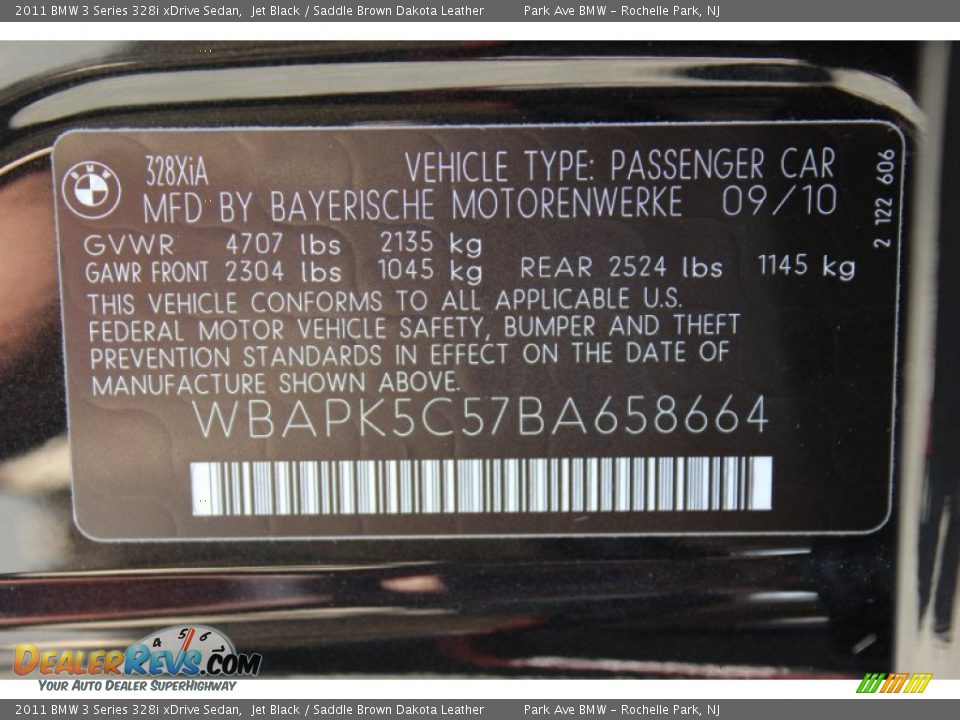 2011 BMW 3 Series 328i xDrive Sedan, Jet Black / Saddle Brown Dakota Leather Park Ave BMW - Rochelle Park, NJ
BMW
328XiA VEHICLE TYPE: PASSENGER CAR
MFD BY BAYERISCHE MOTORENWERKE 09/10
2 122 606
GVWR 4707 lbs 2135 kg
GAWR FRONT 2304 lbs 1045 kg REAR 2524 lbs 1145 kg
THIS VEHICLE CONFORMS TO ALL APPLICABLE U.S.
FEDERAL MOTOR VEHICLE SAFETY, BUMPER AND THEFT
PREVENTION STANDARDS IN EFFECT ON THE DATE OF
MANUFACTURE SHOWN ABOVE.
WBAPK5C57BA658664
4 5 6
DEALERREVS.COM
YOUR AUTO DEALER SUPERHIGHWAY
2011 BMW 3 Series 328i xDrive Sedan, Jet Black / Saddle Brown Dakota Leather Park Ave BMW - Rochelle Park, NJ